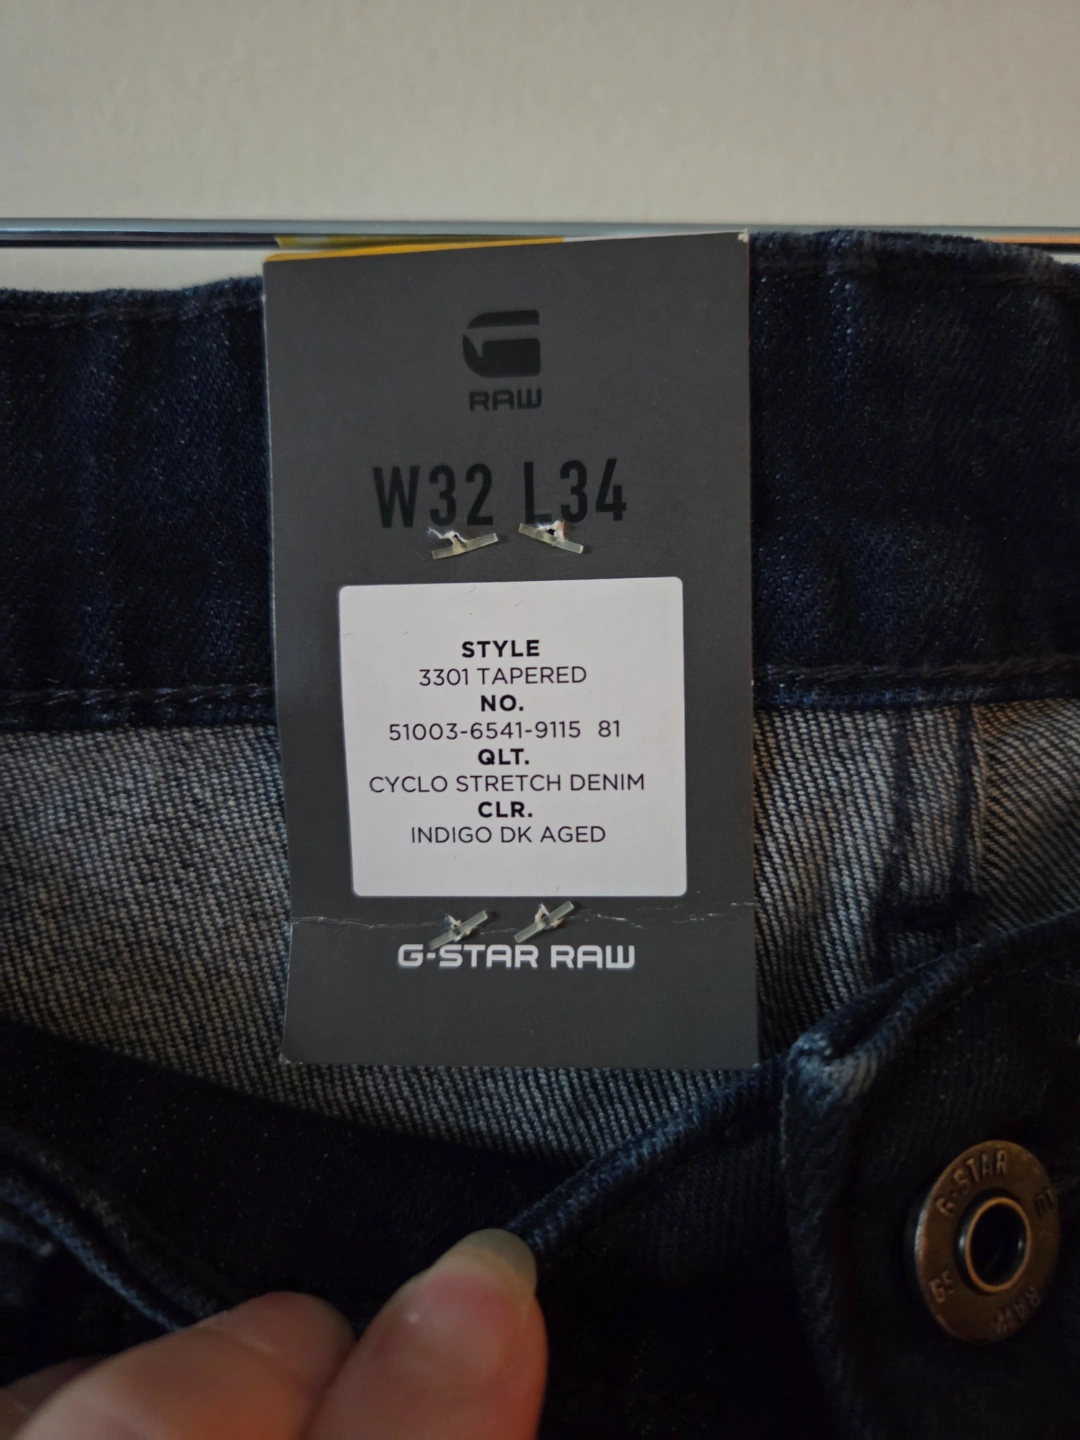 RAW
W32 L34
STYLE
3301 TAPERED
NO.
51003-6541-9115 81
QLT.
CYCLO STRETCH DENIM
CLR.
INDIGO DK AGED
G-STAR RAW
G-STAR
RAW